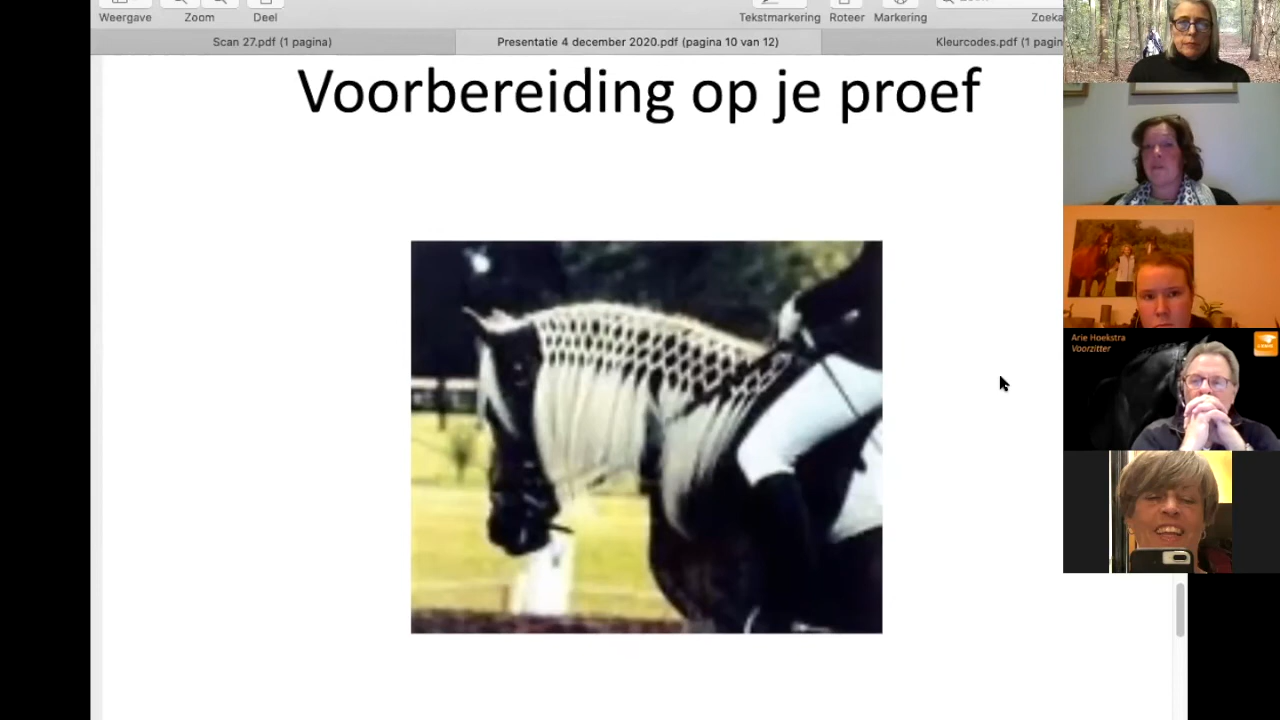 Weergave
Zoom
Deel
Tekstmarkering
Roteer
Markering
Zoeka
Scan 27.pdf (1 pagina)
Presentatie 4 december 2020.pdf (pagina 10 van 12)
Kleurcodes.pdf (1 pagin
Voorbereiding op je proef
Arie Hoekstra
Voorzitter